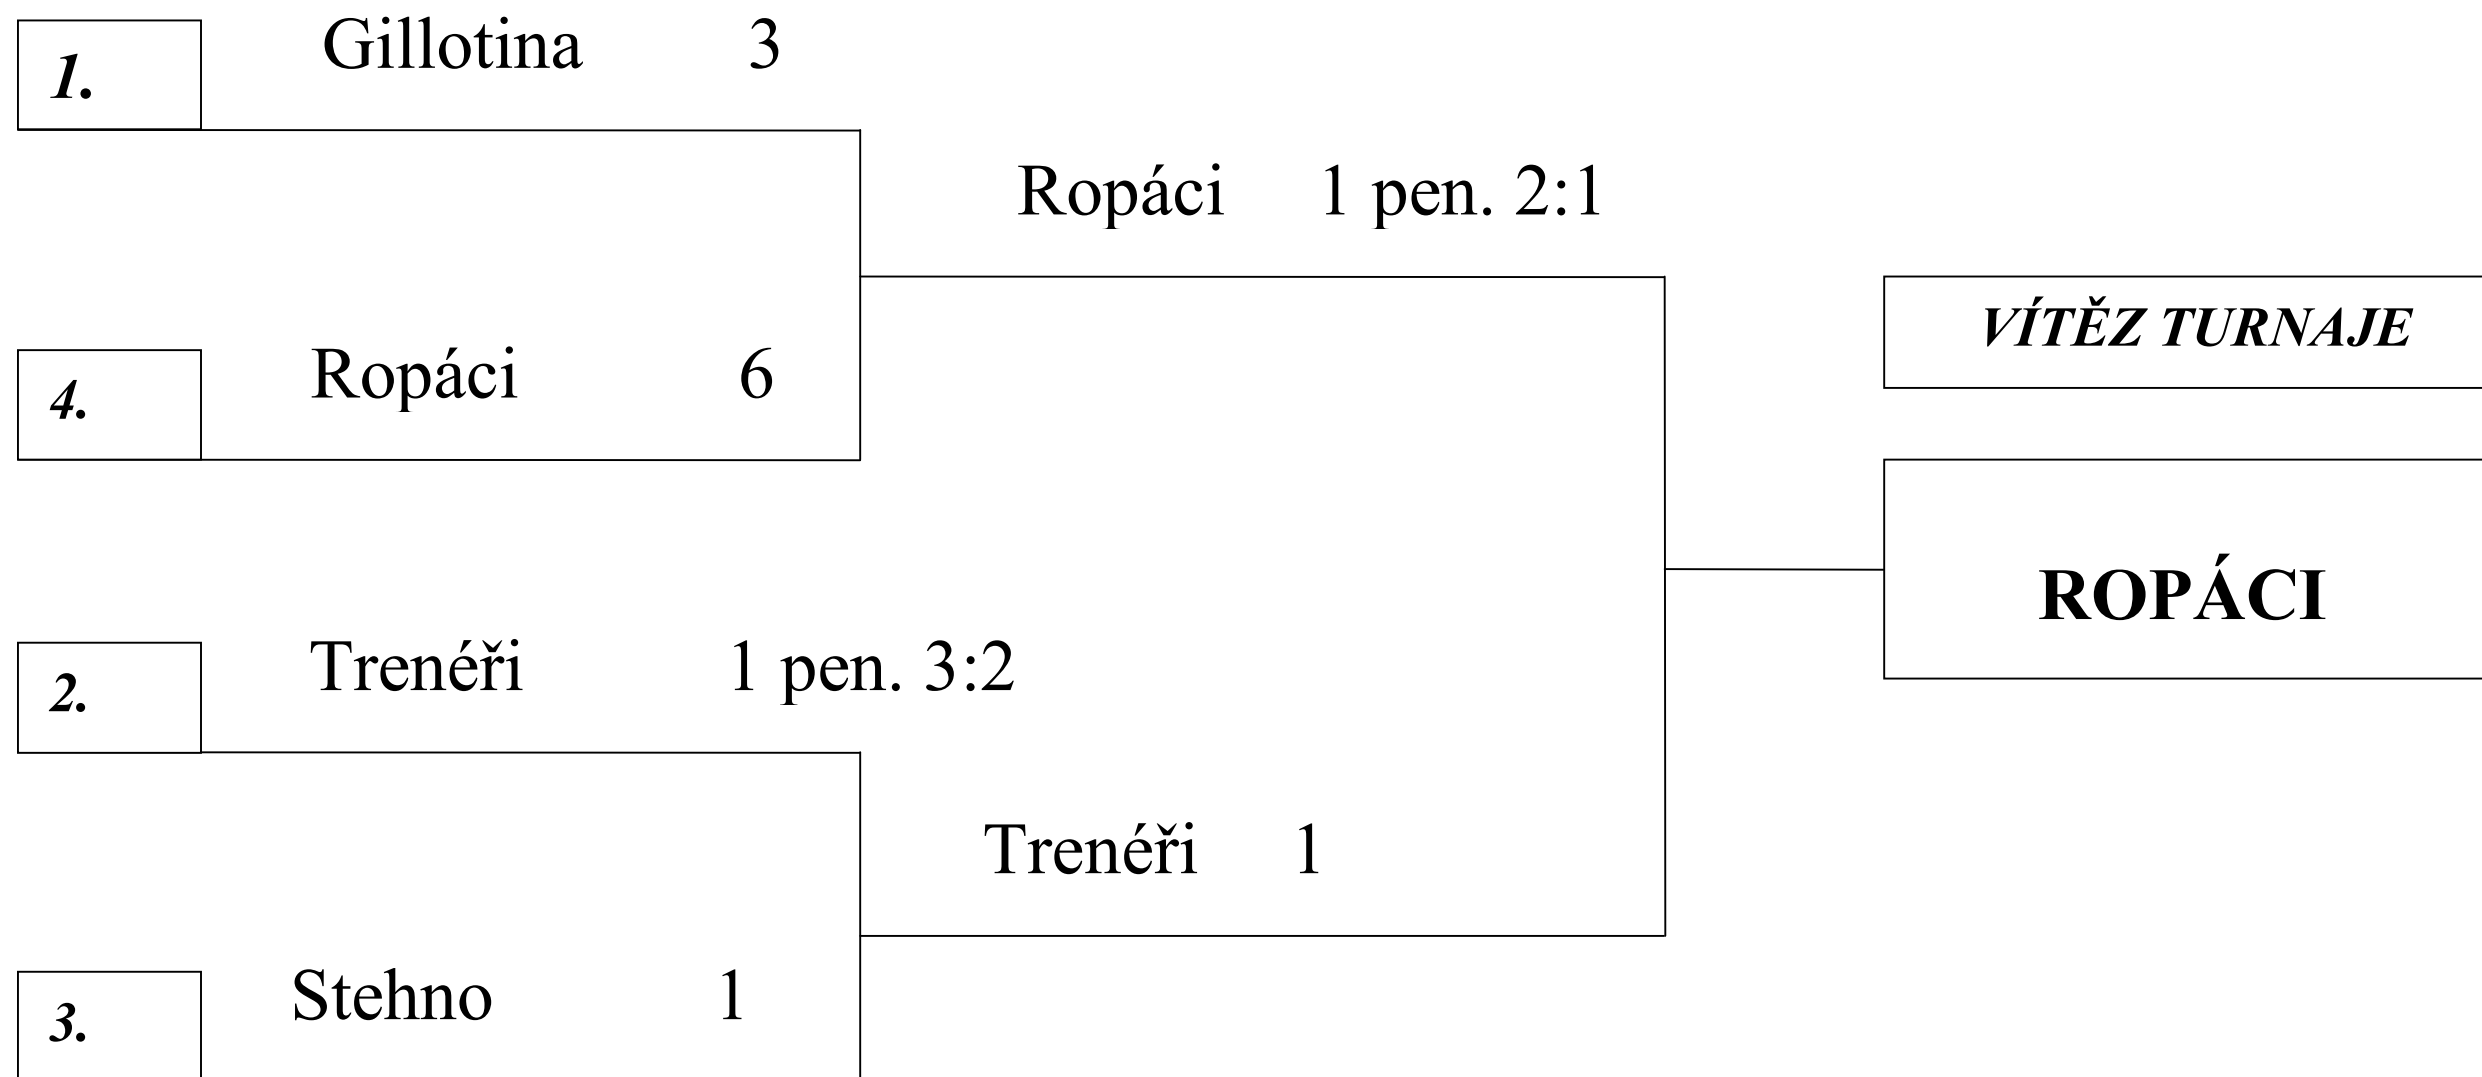 1. Gillotina 3
Ropáci 1 pen. 2:1
VÍTĚZ TURNAJE
4. Ropáci 6
ROPÁCI
2. Trenéři 1 pen. 3:2
Trenéři 1
3. Stehno 1